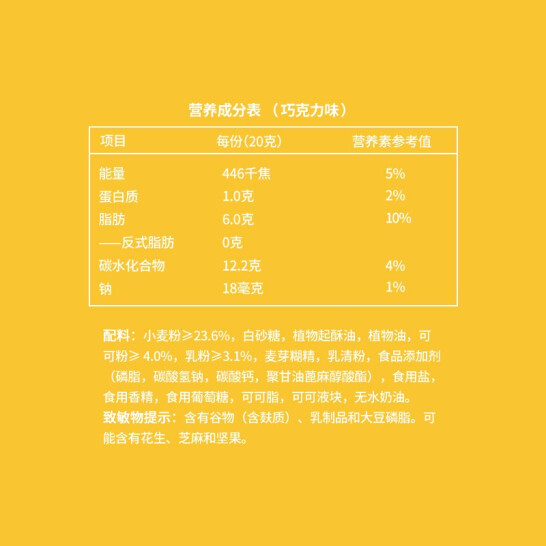 营养成分表 （巧克力味）
项目 每份（20克） 营养素参考值
能量 446千焦 5%
蛋白质 1.0克 2%
脂肪 6.0克 10%
——反式脂肪 0克
碳水化合物 12.2克 4%
钠 18毫克 1%
配料：小麦粉≥23.6%，白砂糖，植物起酥油，植物油，可
可粉≥ 4.0%，乳粉≥3.1%，麦芽糊精，乳清粉，食品添加剂
（磷脂，碳酸氢钠，碳酸钙，聚甘油蓖麻醇酸酯），食用盐，
食用香精，食用葡萄糖，可可脂，可可液块，无水奶油。
致敏物提示：含有谷物（含麸质）、乳制品和大豆磷脂。可
能含有花生、芝麻和坚果。